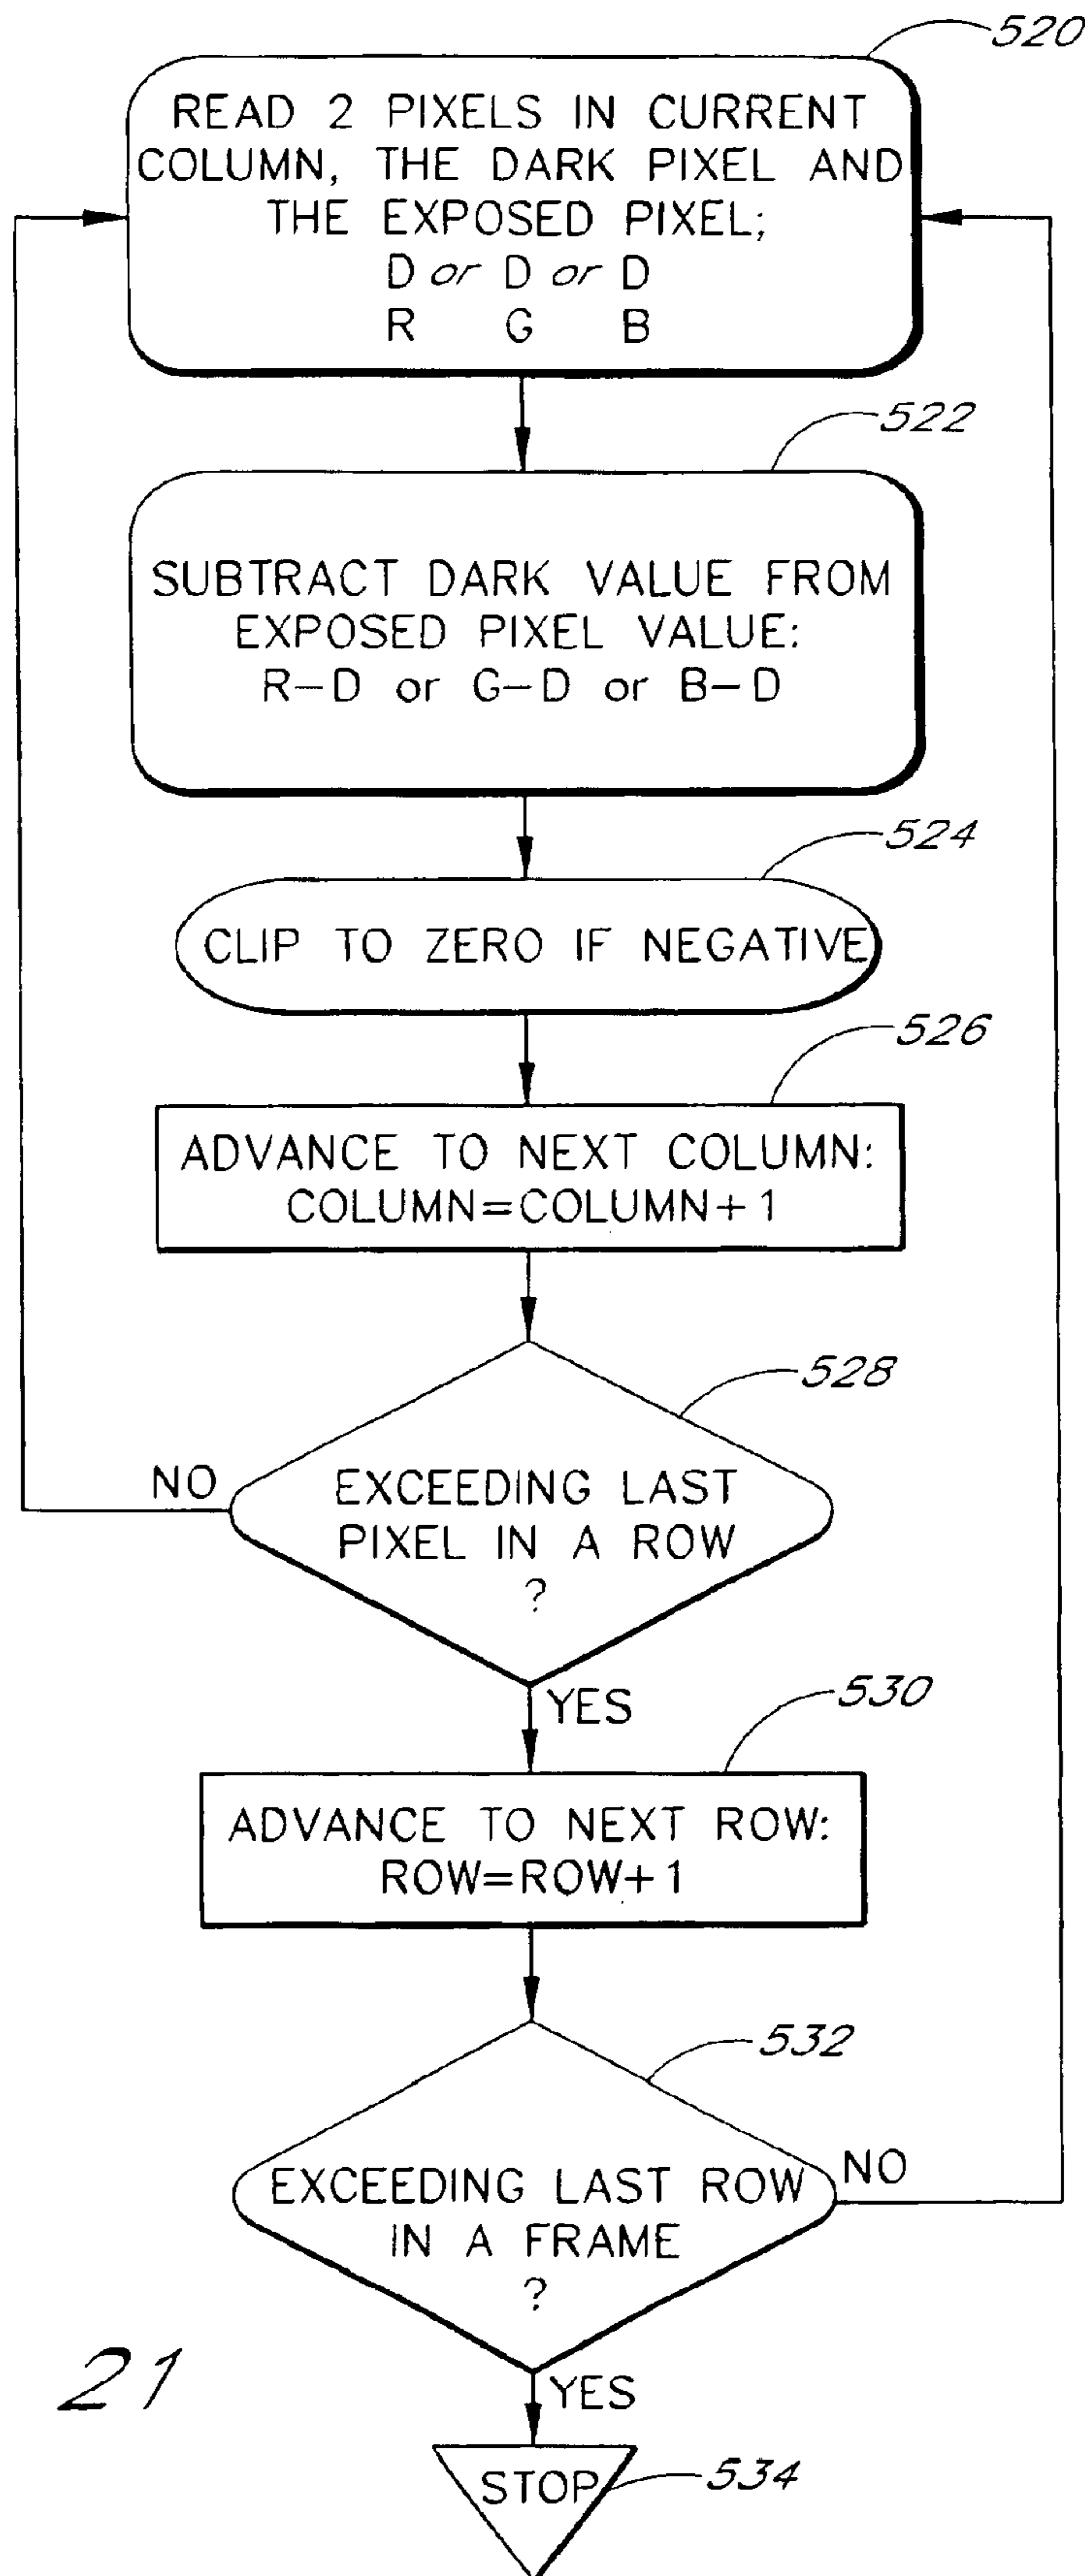 520
READ 2 PIXELS IN CURRENT
COLUMN, THE DARK PIXEL AND
THE EXPOSED PIXEL;
D or D or D
R G B
522
SUBTRACT DARK VALUE FROM
EXPOSED PIXEL VALUE:
R-D or G-D or B-D
524
CLIP TO ZERO IF NEGATIVE
526
ADVANCE TO NEXT COLUMN:
COLUMN=COLUMN+1
528
NO
EXCEEDING LAST
PIXEL IN A ROW
?
YES
530
ADVANCE TO NEXT ROW:
ROW=ROW+1
532
NO
EXCEEDING LAST ROW
IN A FRAME
?
21
YES
STOP
534